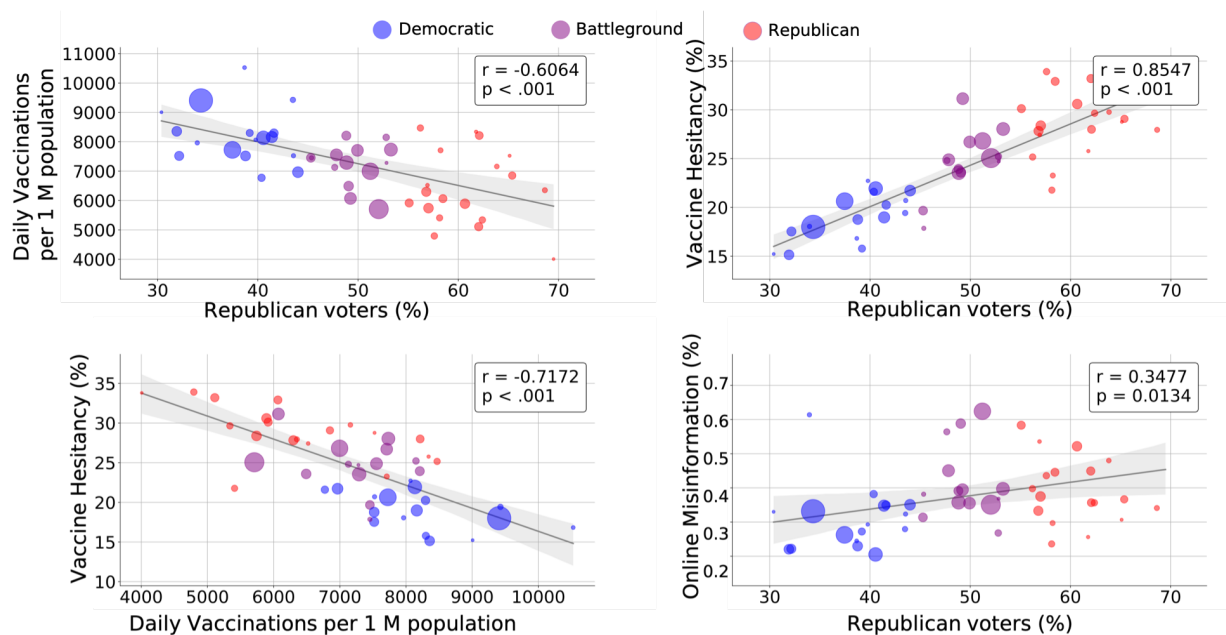 Democratic
Battleground
Republican
Daily Vaccinations
per 1 M population
11000
10000
9000
8000
7000
6000
5000
4000
r = -0.6064
p < .001
30
40
50
60
70
Republican voters (%)
Vaccine Hesitancy (%)
35
30
25
20
15
r = 0.8547
p < .001
30
40
50
60
70
Republican voters (%)
Vaccine Hesitancy (%)
35
30
25
20
15
10
r = -0.7172
p < .001
4000
5000
6000
7000
8000
9000
10000
Daily Vaccinations per 1 M population
Online Misinformation (%)
0.7
0.6
0.5
0.4
0.3
0.2
r = 0.3477
p = 0.0134
30
40
50
60
70
Republican voters (%)